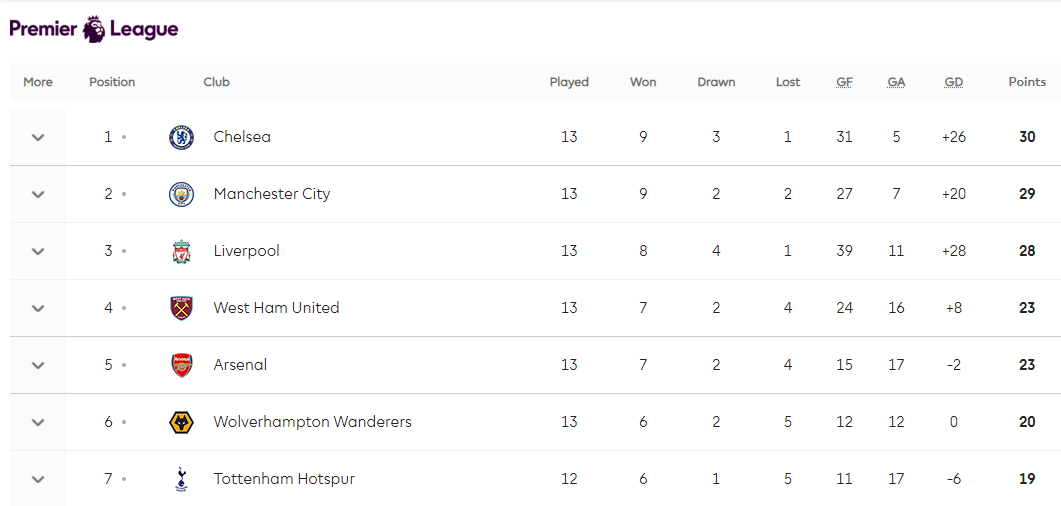 Premier League
More Position Club Played Won Drawn Lost GF GA GD Points
1 Chelsea 13 9 3 1 31 5 +26 30
2 Manchester City 13 9 2 2 27 7 +20 29
3 Liverpool 13 8 4 1 39 11 +28 28
4 West Ham United 13 7 2 4 24 16 +8 23
5 Arsenal 13 7 2 4 15 17 -2 23
6 Wolverhampton Wanderers 13 6 2 5 12 12 0 20
7 Tottenham Hotspur 12 6 1 5 11 17 -6 19